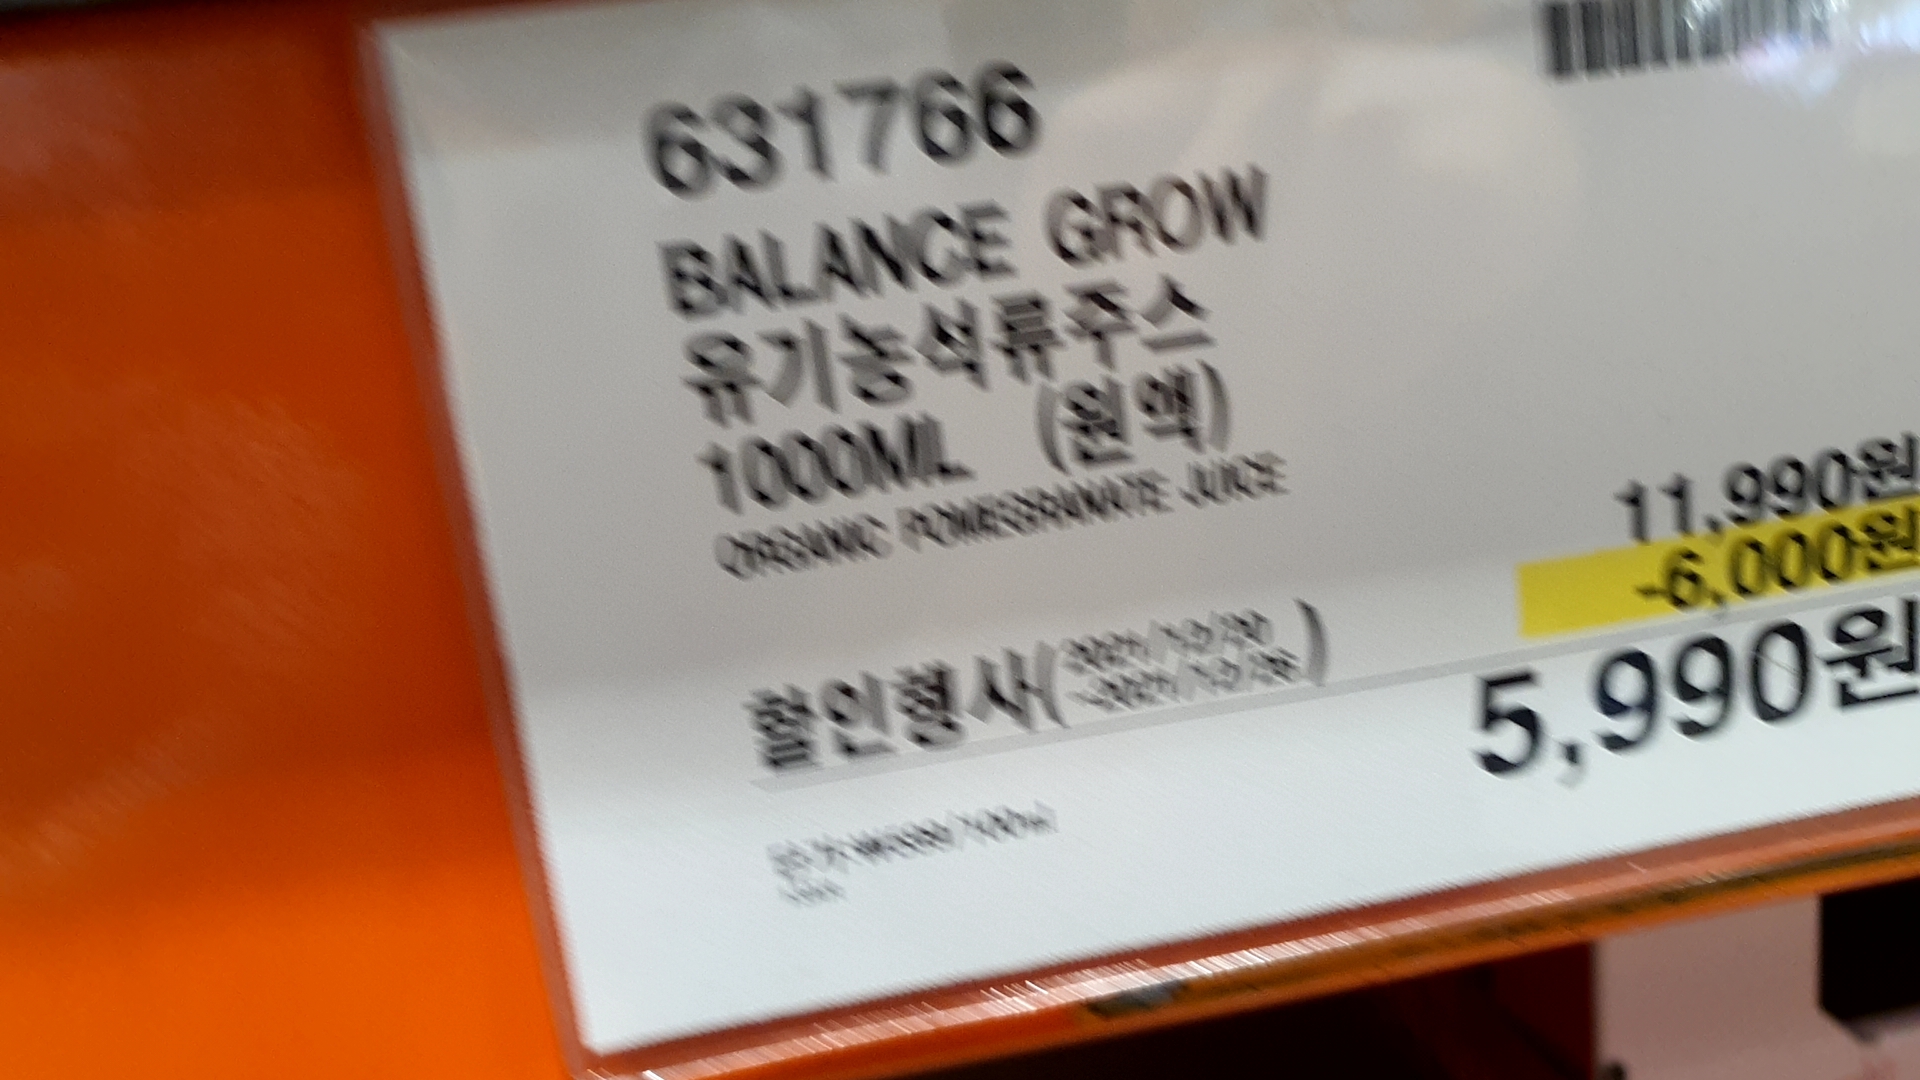 631766
BALANCE GROW
유기농석류주스
1000ML (원액)
ORGANIC POMEGRANATE JUICE
11,990원
-6,000원
할인행사(
5,990원